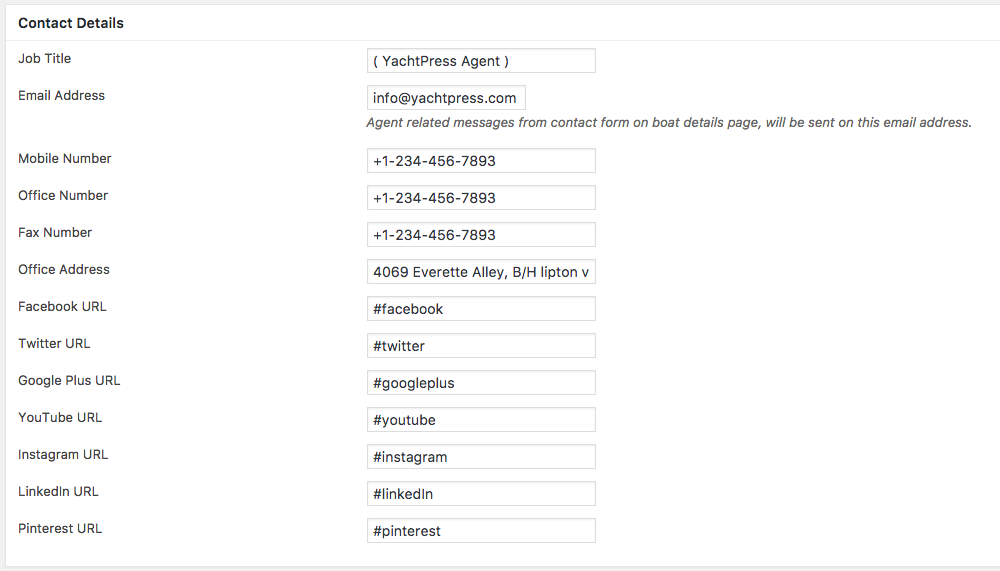 Contact Details
Job Title ( YachtPress Agent )
Email Address info@yachtpress.com
Agent related messages from contact form on boat details page, will be sent on this email address.
Mobile Number +1-234-456-7893
Office Number +1-234-456-7893
Fax Number +1-234-456-7893
Office Address 4069 Everette Alley, B/H lipton v
Facebook URL #facebook
Twitter URL #twitter
Google Plus URL #googleplus
YouTube URL #youtube
Instagram URL #instagram
LinkedIn URL #linkedIn
Pinterest URL #pinterest